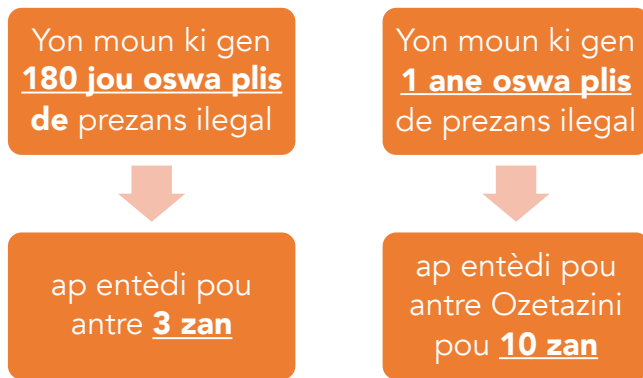 Yon moun ki gen
180 jou oswa plis
de prezans ilegal
Yon moun ki gen
1 ane oswa plis
de prezans ilegal
ap entèdi pou
antre 3 zan
ap entèdi pou
antre Ozetazini
pou 10 zan